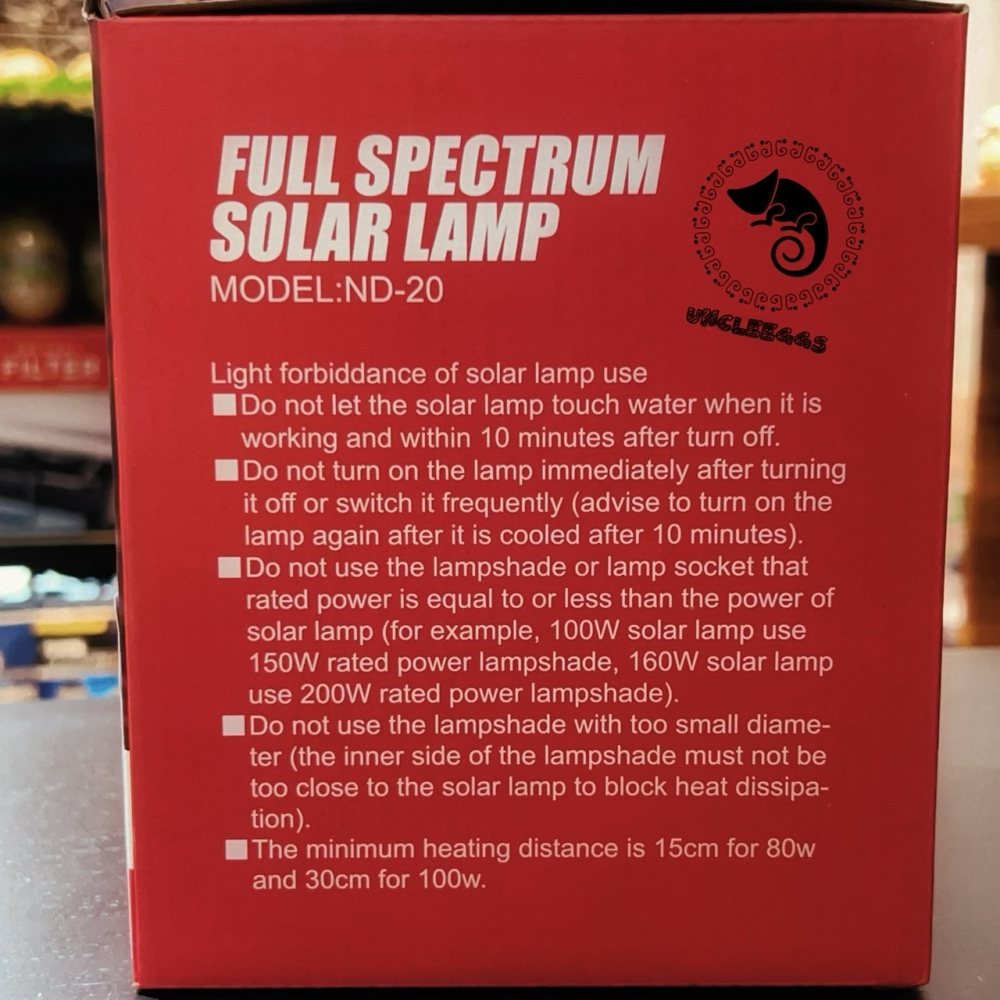 FULL SPECTRUM
SOLAR LAMP
MODEL:ND-20
UNCLEEGGS
Light forbiddance of solar lamp use
■Do not let the solar lamp touch water when it is
working and within 10 minutes after turn off.
■Do not turn on the lamp immediately after turning
it off or switch it frequently (advise to turn on the
lamp again after it is cooled after 10 minutes).
■Do not use the lampshade or lamp socket that
rated power is equal to or less than the power of
solar lamp (for example, 100W solar lamp use
150W rated power lampshade, 160W solar lamp
use 200W rated power lampshade).
■Do not use the lampshade with too small diame-
ter (the inner side of the lampshade must not be
too close to the solar lamp to block heat dissipa-
tion).
■The minimum heating distance is 15cm for 80w
and 30cm for 100w.
FILTER